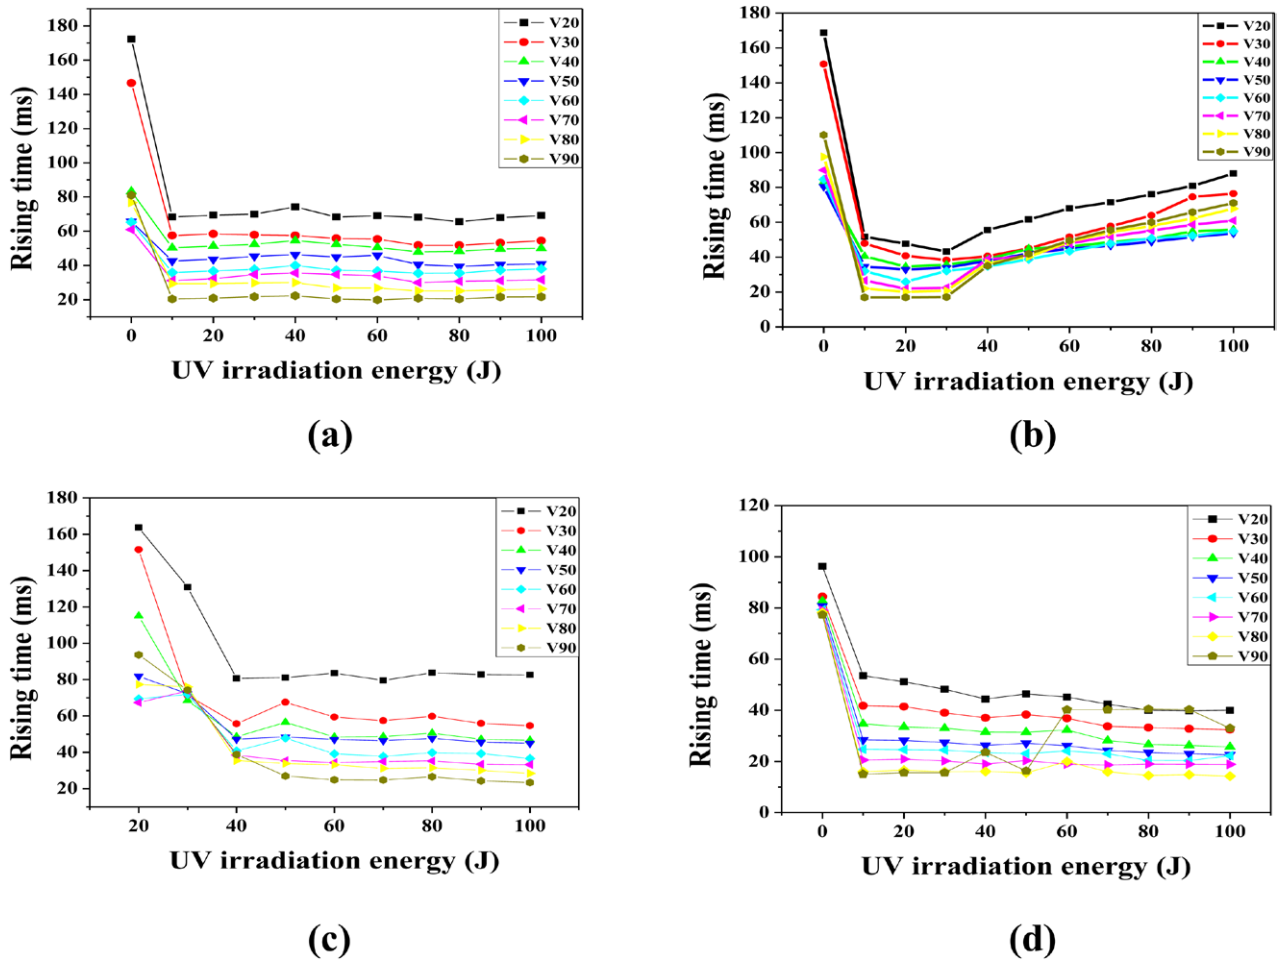 180
160
140
120
100
80
60
40
20
Rising time (ms)
0 20 40 60 80 100
UV irradiation energy (J)
V20
V30
V40
V50
V60
V70
V80
V90
(a)
180
160
140
120
100
80
60
40
20
0
Rising time (ms)
0 20 40 60 80 100
UV irradiation energy (J)
V20
V30
V40
V50
V60
V70
V80
V90
(b)
180
160
140
120
100
80
60
40
20
Rising time (ms)
20 40 60 80 100
UV irradiation energy (J)
V20
V30
V40
V50
V60
V70
V80
V90
(c)
120
100
80
60
40
20
0
Rising time (ms)
0 20 40 60 80 100
UV irradiation energy (J)
V20
V30
V40
V50
V60
V70
V80
V90
(d)